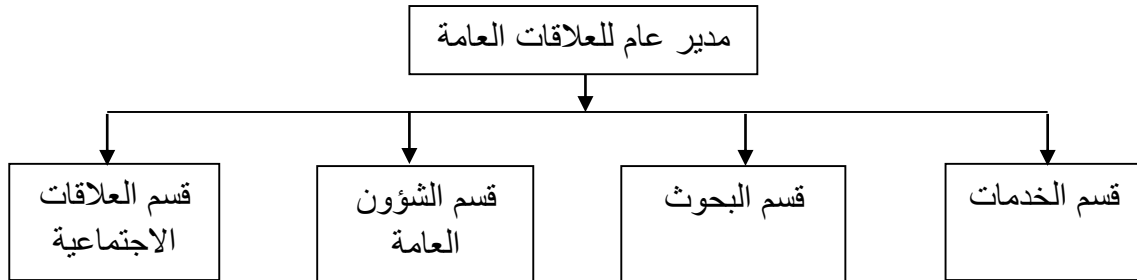 مدير عام للعلاقات العامة
قسم الخدمات
قسم البحوث
قسم الشؤون
العامة
قسم العلاقات
الاجتماعية